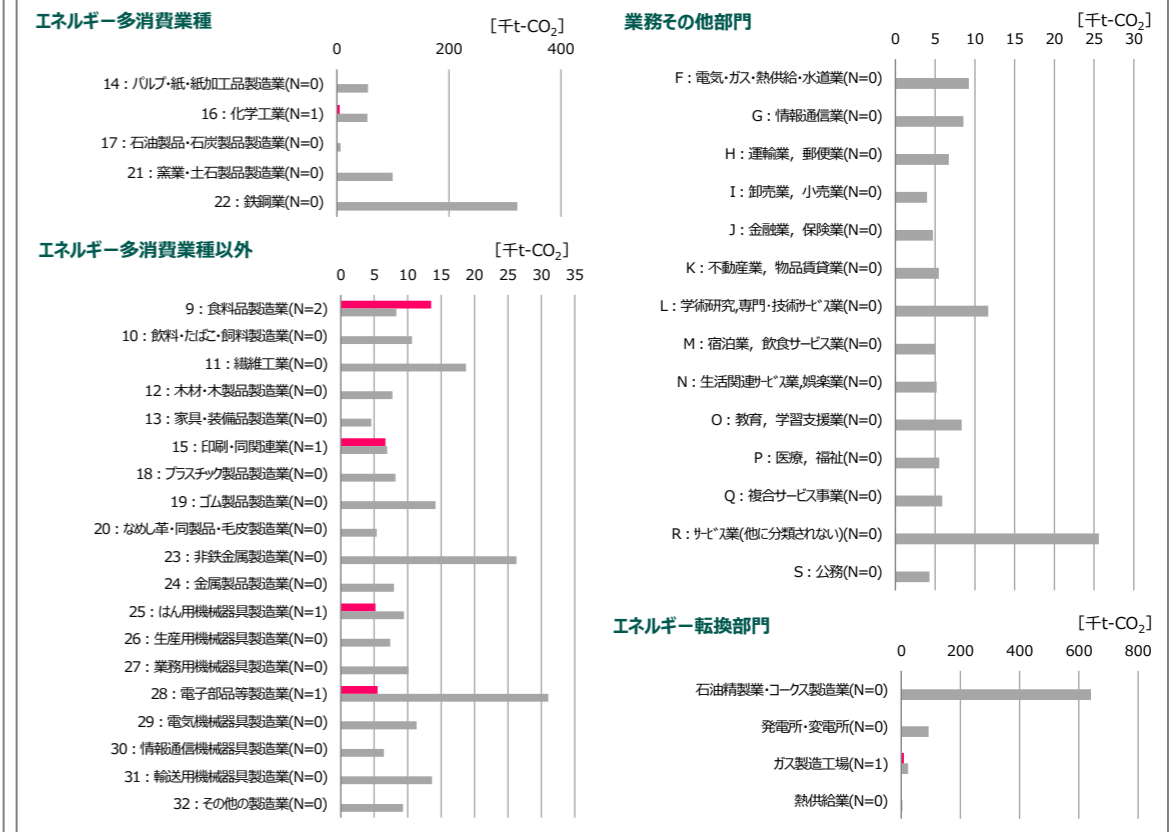 エネルギー多消費業種
[千t-CO2]
0 200 400
14：パルプ・紙・紙加工品製造業(N=0)
16：化学工業(N=1)
17：石油製品・石炭製品製造業(N=0)
21：窯業・土石製品製造業(N=0)
22：鉄鋼業(N=0)
エネルギー多消費業種以外
[千t-CO2]
0 5 10 15 20 25 30 35
9：食料品製造業(N=2)
10：飲料・たばこ・飼料製造業(N=0)
11：繊維工業(N=0)
12：木材・木製品製造業(N=0)
13：家具・装備品製造業(N=0)
15：印刷・同関連業(N=1)
18：プラスチック製品製造業(N=0)
19：ゴム製品製造業(N=0)
20：なめし革・同製品・毛皮製造業(N=0)
23：非鉄金属製造業(N=0)
24：金属製品製造業(N=0)
25：はん用機械器具製造業(N=1)
26：生産用機械器具製造業(N=0)
27：業務用機械器具製造業(N=0)
28：電子部品等製造業(N=1)
29：電気機械器具製造業(N=0)
30：情報通信機械器具製造業(N=0)
31：輸送用機械器具製造業(N=0)
32：その他の製造業(N=0)
業務その他部門
[千t-CO2]
0 5 10 15 20 25 30
F：電気・ガス・熱供給・水道業(N=0)
G：情報通信業(N=0)
H：運輸業，郵便業(N=0)
I：卸売業，小売業(N=0)
J：金融業，保険業(N=0)
K：不動産業，物品賃貸業(N=0)
L：学術研究,専門・技術サービス業(N=0)
M：宿泊業，飲食サービス業(N=0)
N：生活関連サービス業,娯楽業(N=0)
O：教育，学習支援業(N=0)
P：医療，福祉(N=0)
Q：複合サービス事業(N=0)
R：サービス業(他に分類されない)(N=0)
S：公務(N=0)
エネルギー転換部門
[千t-CO2]
0 200 400 600 800
石油精製業・コークス製造業(N=0)
発電所・変電所(N=0)
ガス製造工場(N=1)
熱供給業(N=0)